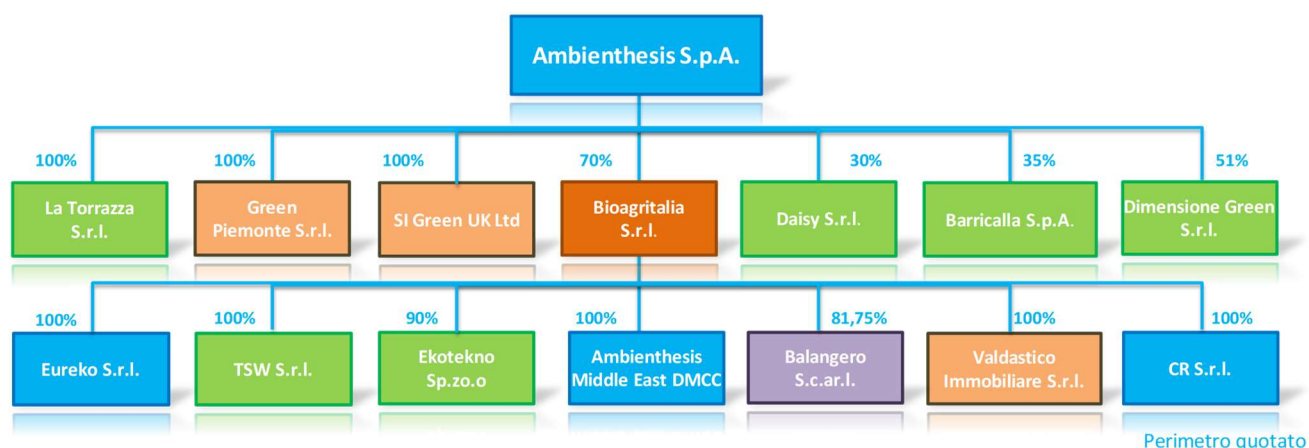 Ambienthesis S.p.A.
100% 100% 100% 70% 30% 35% 51%
La Torrazza
S.r.l.
Green
Piemonte S.r.l.
SI Green UK Ltd
Bioagritalia
S.r.l.
Daisy S.r.l.
Barricalla S.p.A.
Dimensione Green
S.r.l.
100% 100% 90% 100% 81,75% 100% 100%
Eureko S.r.l.
TSW S.r.l.
Ekotekno
Sp.zo.o
Ambienthesis
Middle East DMCC
Balangero
S.c.ar.l.
Valdastico
Immobiliare S.r.l.
CR S.r.l.
Perimetro quotato